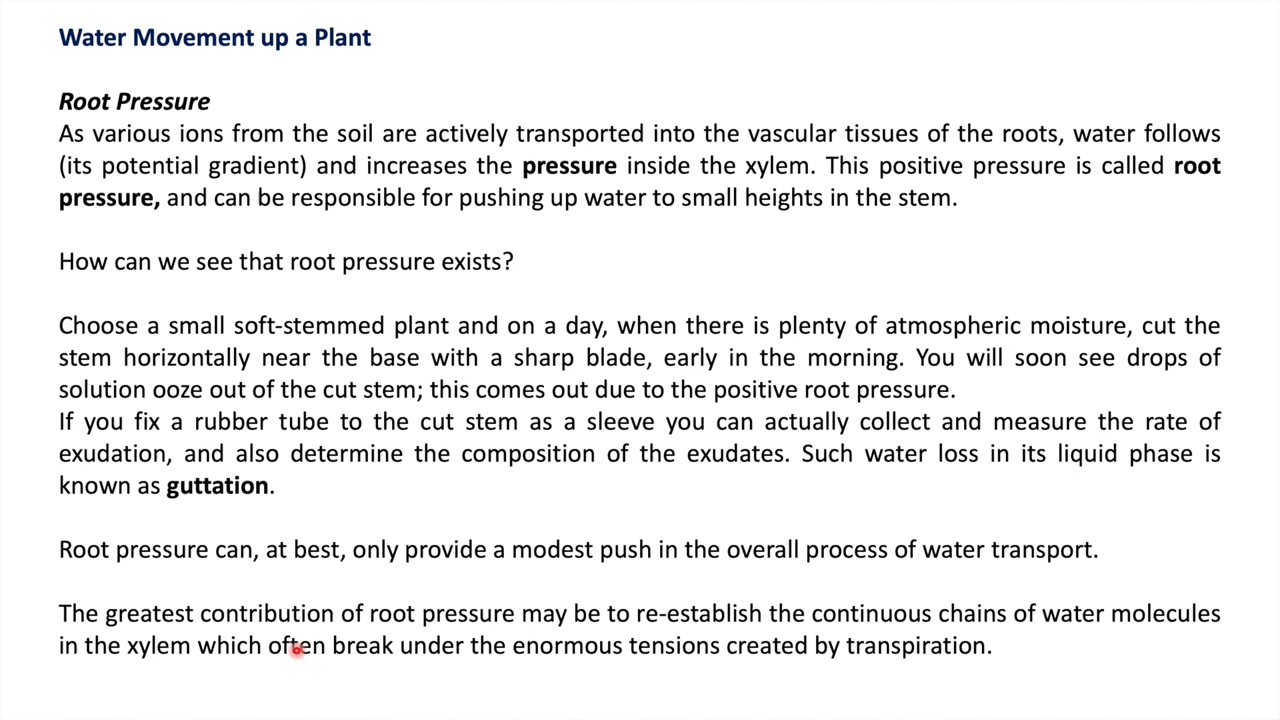 Water Movement up a Plant
Root Pressure
As various ions from the soil are actively transported into the vascular tissues of the roots, water follows
(its potential gradient) and increases the pressure inside the xylem. This positive pressure is called root
pressure, and can be responsible for pushing up water to small heights in the stem.
How can we see that root pressure exists?
Choose a small soft-stemmed plant and on a day, when there is plenty of atmospheric moisture, cut the
stem horizontally near the base with a sharp blade, early in the morning. You will soon see drops of
solution ooze out of the cut stem; this comes out due to the positive root pressure.
If you fix a rubber tube to the cut stem as a sleeve you can actually collect and measure the rate of
exudation, and also determine the composition of the exudates. Such water loss in its liquid phase is
known as guttation.
Root pressure can, at best, only provide a modest push in the overall process of water transport.
The greatest contribution of root pressure may be to re-establish the continuous chains of water molecules
in the xylem which often break under the enormous tensions created by transpiration.